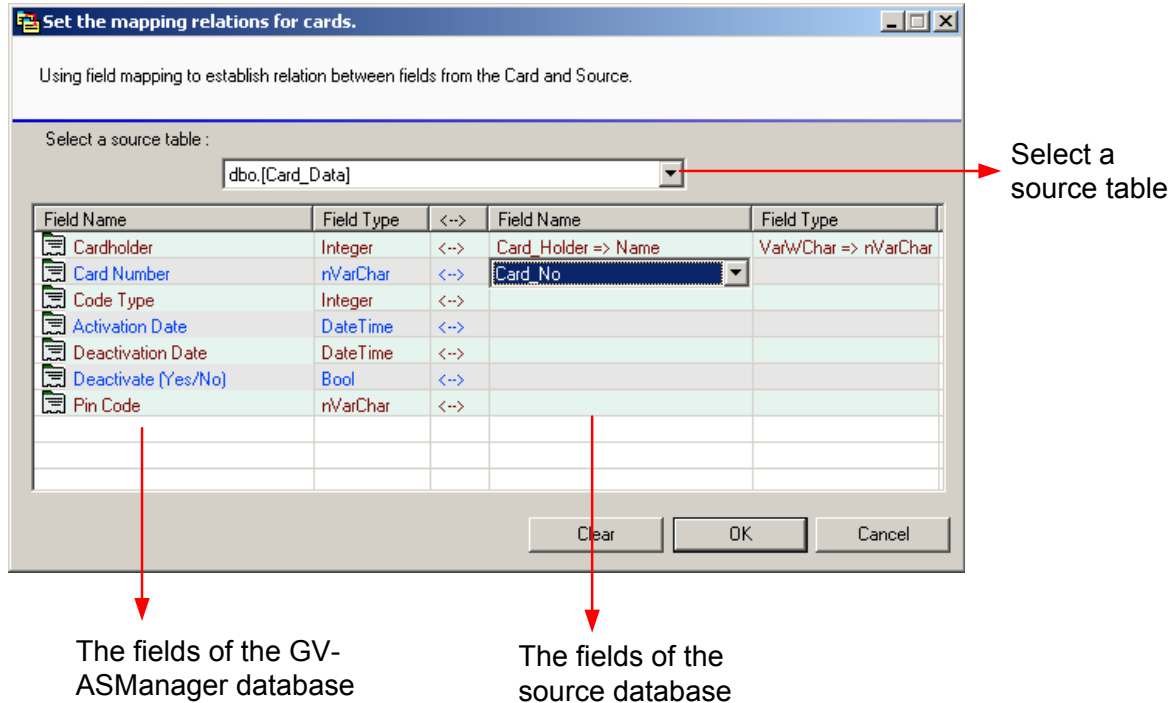 Set the mapping relations for cards.
Using field mapping to establish relation between fields from the Card and Source.
Select a source table :
dbo.[Card_Data]
Select a
source table
Field Name Field Type <--> Field Name Field Type
Cardholder Integer <--> Card_Holder => Name VarWChar => nVarChar
Card Number nVarChar <--> Card_No
Code Type Integer <-->
Activation Date DateTime <-->
Deactivation Date DateTime <-->
Deactivate (Yes/No) Bool <-->
Pin Code nVarChar <-->
Clear OK Cancel
The fields of the GV-
ASManager database
The fields of the
source database